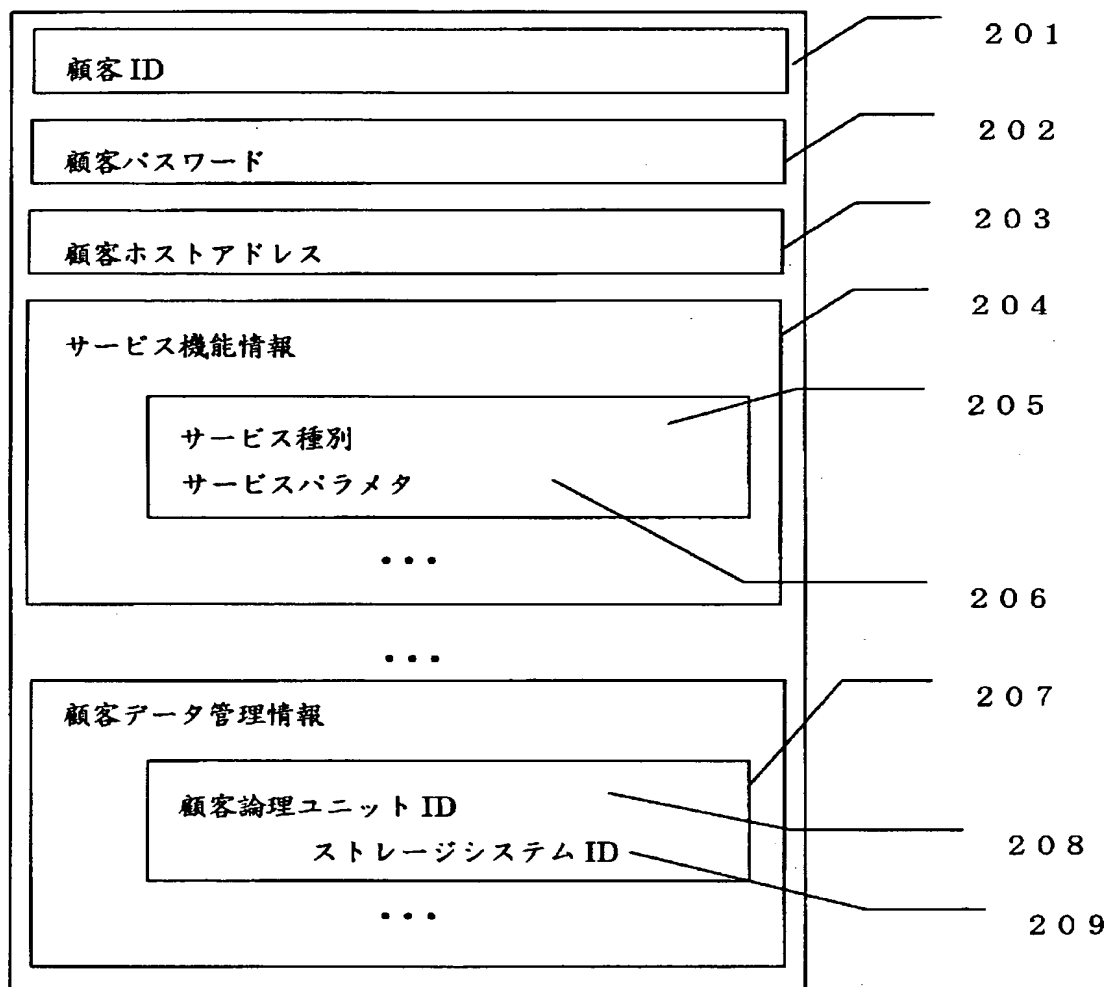 顧客ID
２０１
顧客パスワード
２０２
顧客ホストアドレス
２０３
サービス機能情報
２０４
サービス種別
２０５
サービスパラメタ
・・・
２０６
・・・
顧客データ管理情報
２０７
顧客論理ユニットID
２０８
ストレージシステムID
２０９
・・・